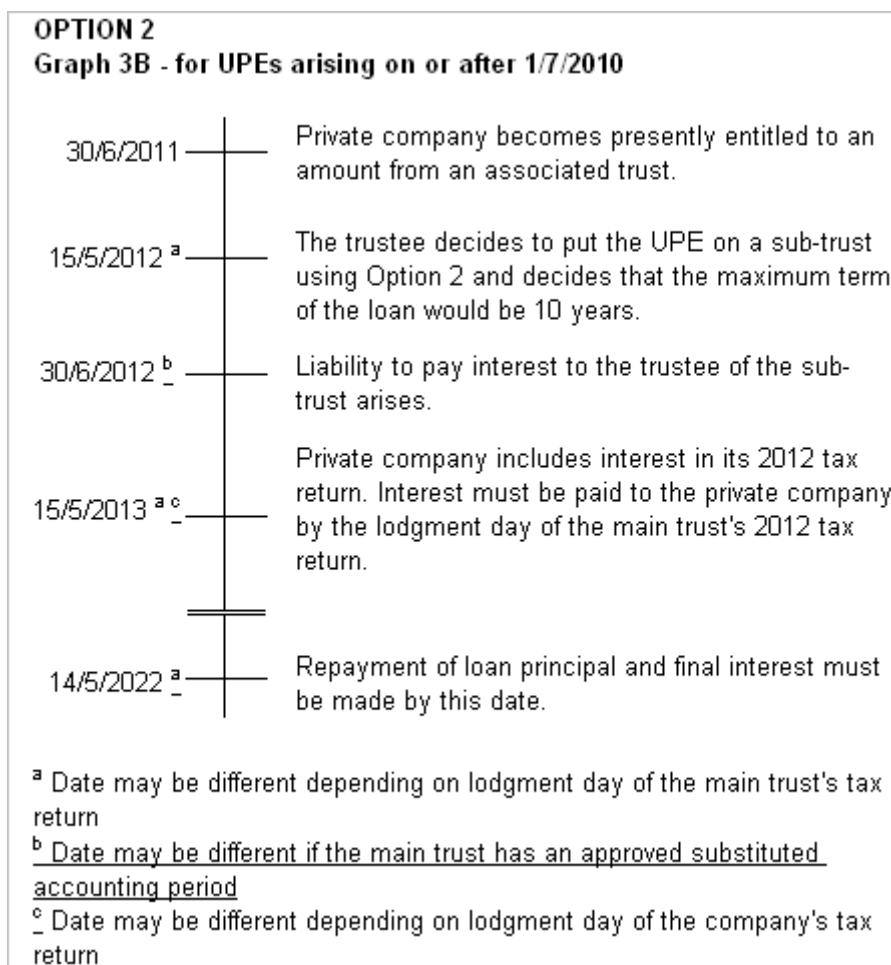 OPTION 2
Graph 3B - for UPEs arising on or after 1/7/2010
30/6/2011
Private company becomes presently entitled to an
amount from an associated trust.
15/5/2012 a
The trustee decides to put the UPE on a sub-trust
using Option 2 and decides that the maximum term
of the loan would be 10 years.
30/6/2012 b
Liability to pay interest to the trustee of the sub-
trust arises.
15/5/2013 a c
Private company includes interest in its 2012 tax
return. Interest must be paid to the private company
by the lodgment day of the main trust's 2012 tax
return.
14/5/2022 a
Repayment of loan principal and final interest must
be made by this date.
a Date may be different depending on lodgment day of the main trust's tax
return
b Date may be different if the main trust has an approved substituted
accounting period
c Date may be different depending on lodgment day of the company's tax
return